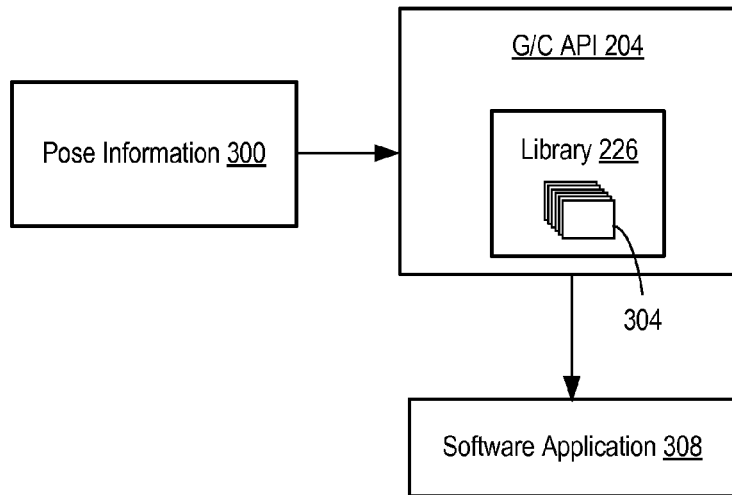 G/C API 204
Pose Information 300
Library 226
304
Software Application 308